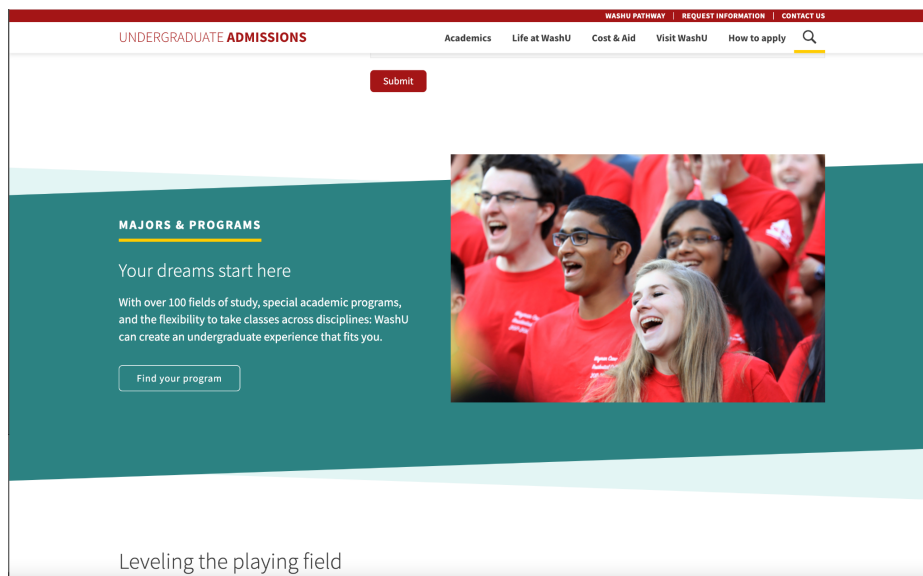 WASHU PATHWAY | REQUEST INFORMATION | CONTACT US
UNDERGRADUATE ADMISSIONS
Academics Life at WashU Cost & Aid Visit WashU How to apply
Submit
MAJORS & PROGRAMS
Your dreams start here
With over 100 fields of study, special academic programs,
and the flexibility to take classes across disciplines: WashU
can create an undergraduate experience that fits you.
Find your program
Leveling the playing field